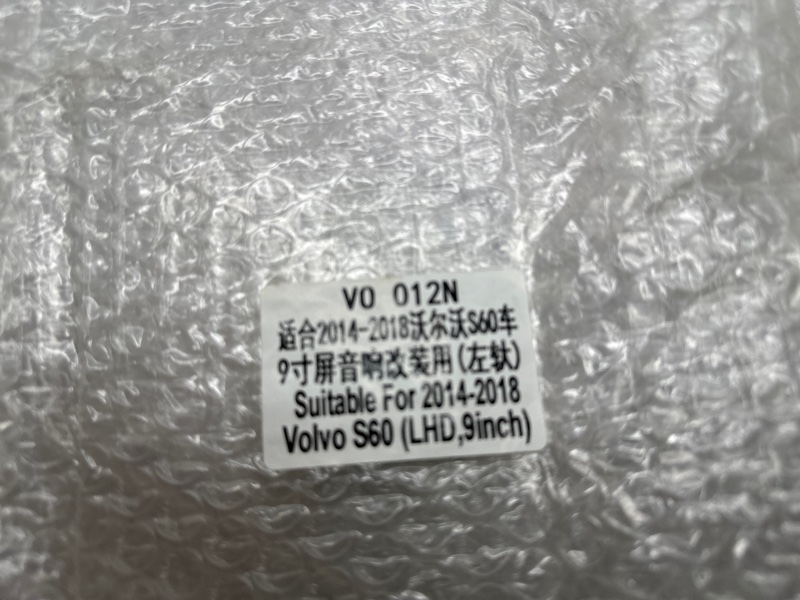 VO 012N
适合2014-2018沃尔沃S60车
9寸屏音响改装用(左软)
Suitable For 2014-2018
Volvo S60 (LHD,9inch)